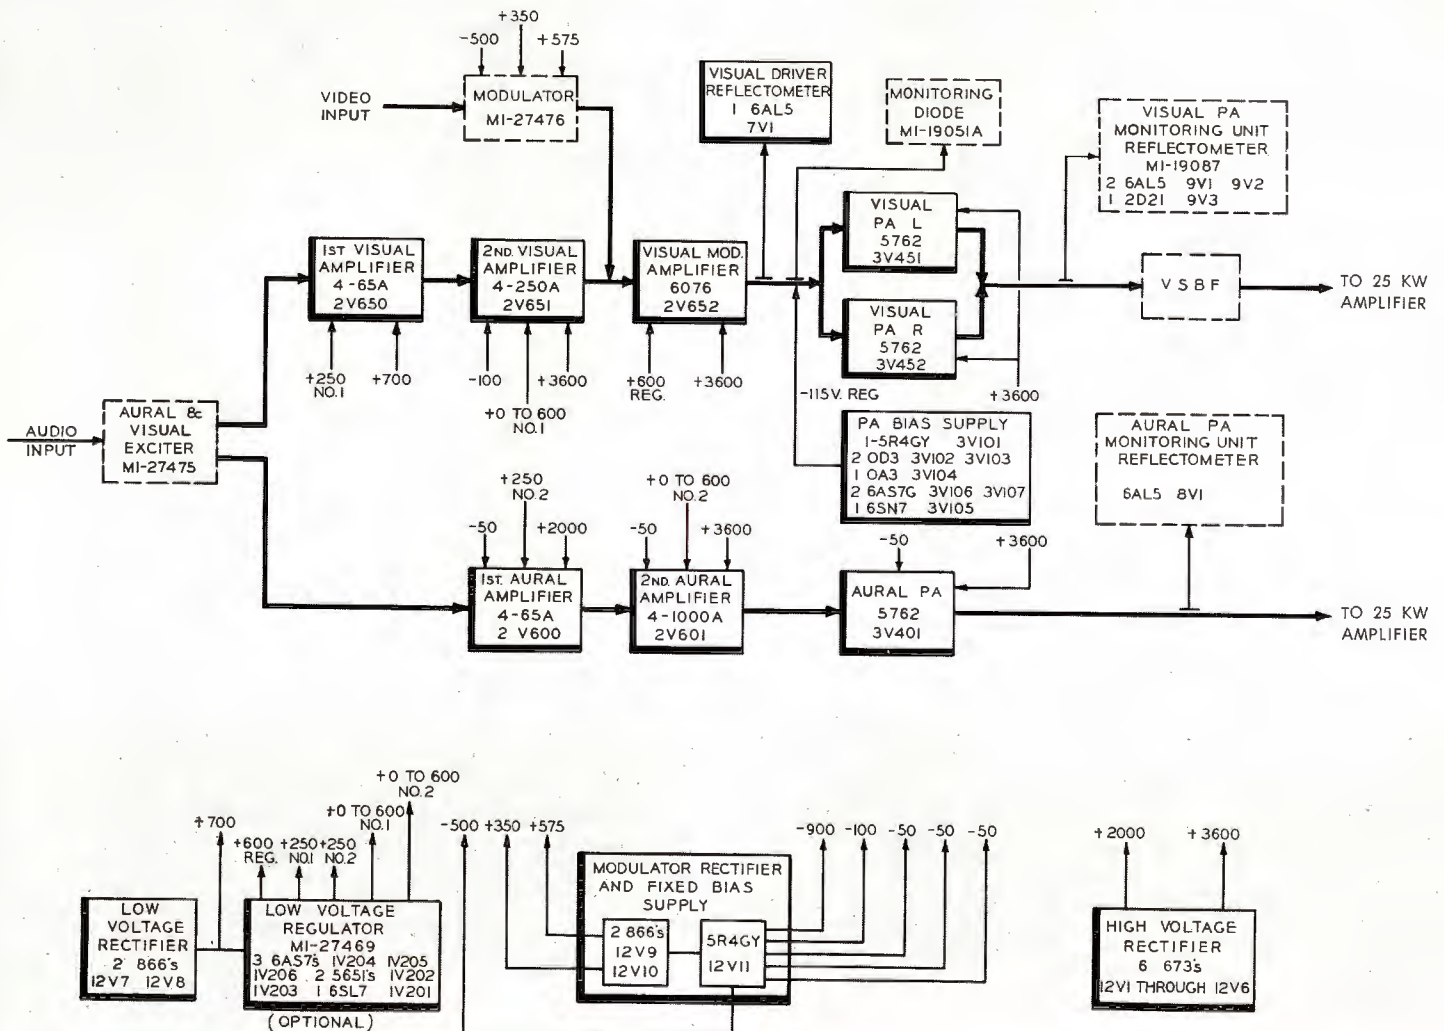 +350
-500
+575
VIDEO
INPUT
MODULATOR
MI-27476
VISUAL DRIVER
REFLECTOMETER
1 6AL5
7V1
MONITORING
DIODE
MI-19051A
VISUAL PA
MONITORING UNIT
REFLECTOMETER
MI-19087
2 6AL5 9V1 9V2
1 2D21 9V3
1ST VISUAL
AMPLIFIER
4-65A
2V650
2ND. VISUAL
AMPLIFIER
4-250A
2V651
VISUAL MOD.
AMPLIFIER
6076
2V652
VISUAL
PA L
5762
3V451
VISUAL
PA R
5762
3V452
VSBF
TO 25 KW
AMPLIFIER
+250
NO.1
+700
-100
+3600
+0 TO 600
NO.1
+600
REG.
+3600
-115V. REG
+3600
AUDIO
INPUT
AURAL &
VISUAL
EXCITER
MI-27475
PA BIAS SUPPLY
1-5R4GY 3V101
2 OD3 3V102 3V103
1 OA3 3V104
2 6AS7G 3V106 3V107
1 6SN7 3V105
AURAL PA
MONITORING UNIT
REFLECTOMETER
6AL5 8V1
+250
NO.2
-50
+2000
+0 TO 600
NO.2
-50
+3600
-50
+3600
1ST. AURAL
AMPLIFIER
4-65A
2 V600
2ND. AURAL
AMPLIFIER
4-1000A
2V601
AURAL PA
5762
3V401
TO 25 KW
AMPLIFIER
+700
+600
REG.
+250
NO.1
+250
NO.2
+0 TO 600
NO.1
+0 TO 600
NO.2
LOW
VOLTAGE
RECTIFIER
2 866's
12V7 12V8
LOW VOLTAGE
REGULATOR
MI-27469
3 6AS7's 1V204 1V205
1V206 2 5651's 1V202
1V203 1 6SL7 1V201
(OPTIONAL)
-500 +350 +575
-900 -100 -50 -50 -50
MODULATOR RECTIFIER
AND FIXED BIAS
SUPPLY
2 866's
12V9
12V10
5R4GY
12V11
+2000
+3600
HIGH VOLTAGE
RECTIFIER
6 673's
12V1 THROUGH 12V6